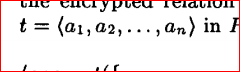 the encrypted relation
t = ⟨a₁, a₂, . . . , aₙ⟩ in